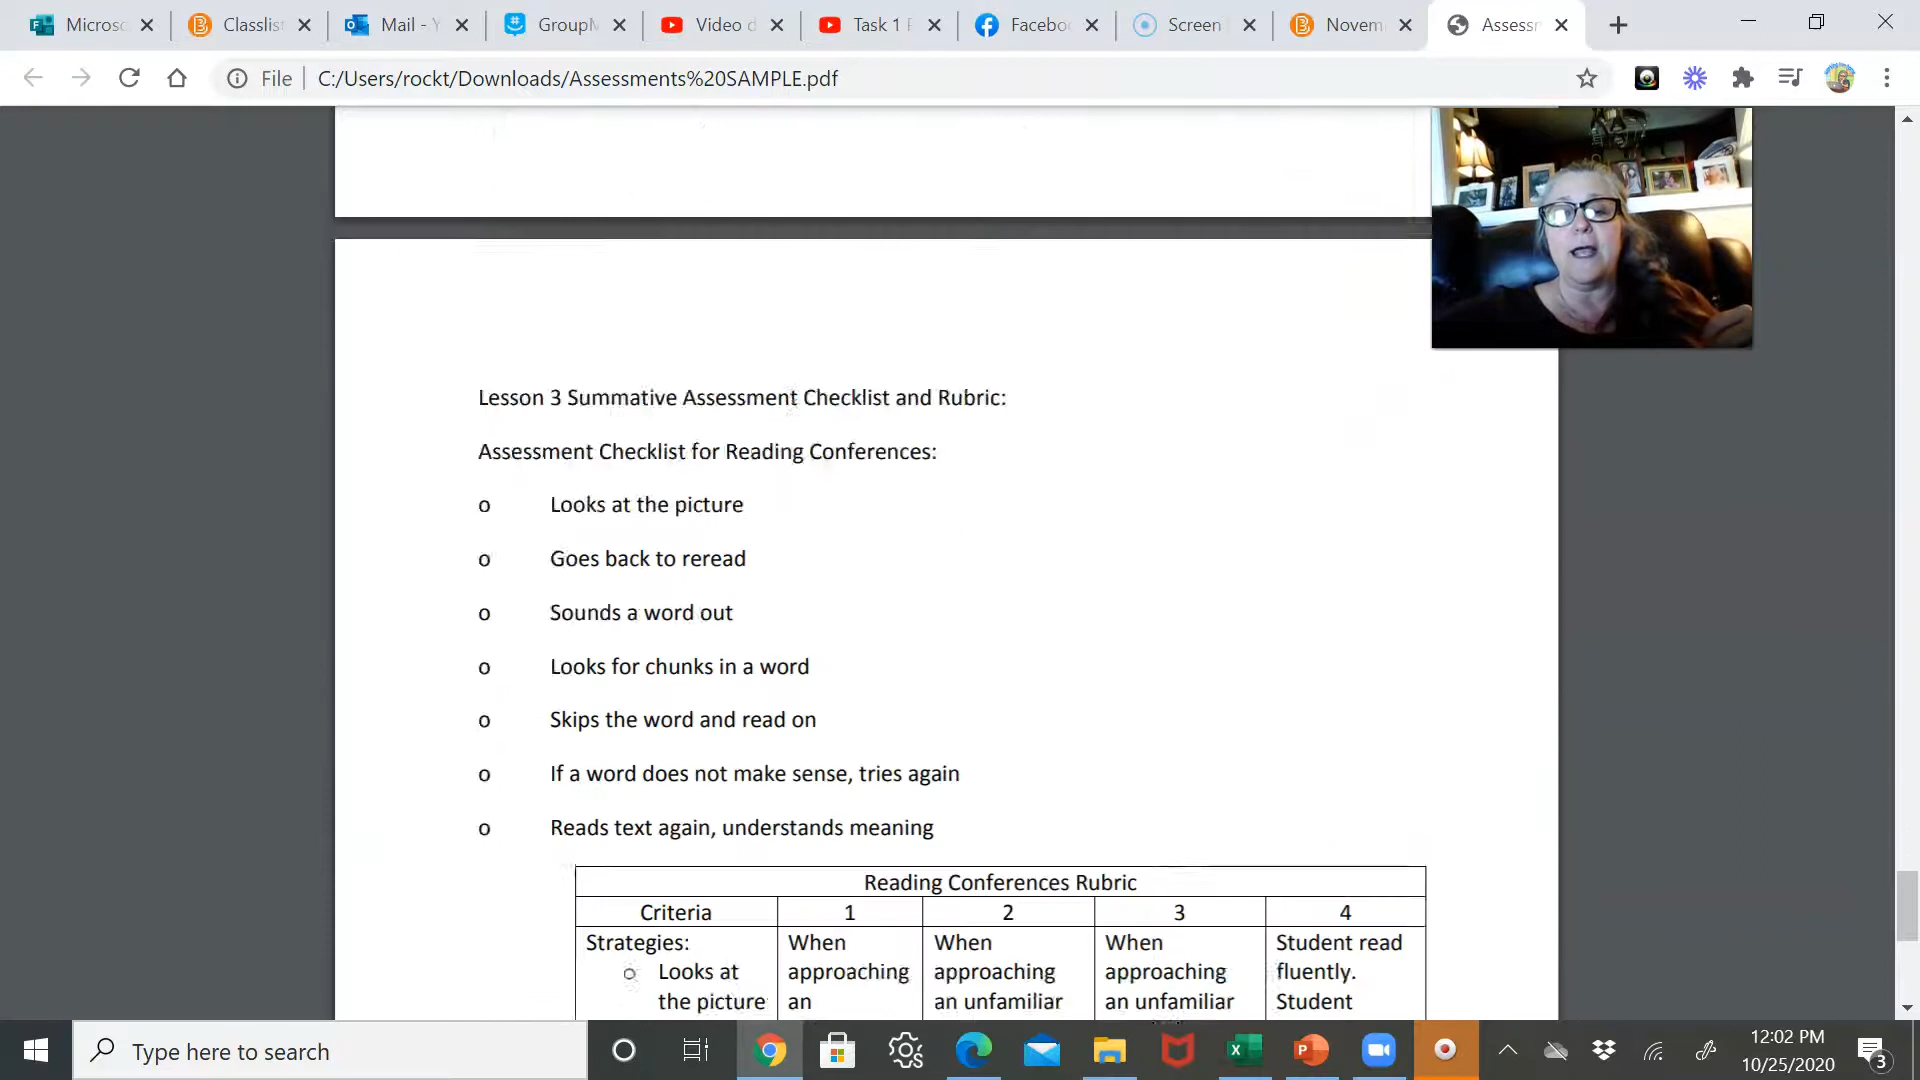 Microsc
Classlist
Mail - Y
GroupM
Video d
Task 1 P
Facebo
Screen
Novem
Assessm
File
C:/Users/rockt/Downloads/Assessments%20SAMPLE.pdf
Lesson 3 Summative Assessment Checklist and Rubric:
Assessment Checklist for Reading Conferences:
o Looks at the picture
o Goes back to reread
o Sounds a word out
o Looks for chunks in a word
o Skips the word and read on
o If a word does not make sense, tries again
o Reads text again, understands meaning
Reading Conferences Rubric
Criteria 1 2 3 4
Strategies: When When When Student read
o Looks at approaching approaching approaching fluently.
the picture an an unfamiliar an unfamiliar Student
Type here to search
12:02 PM
10/25/2020
3